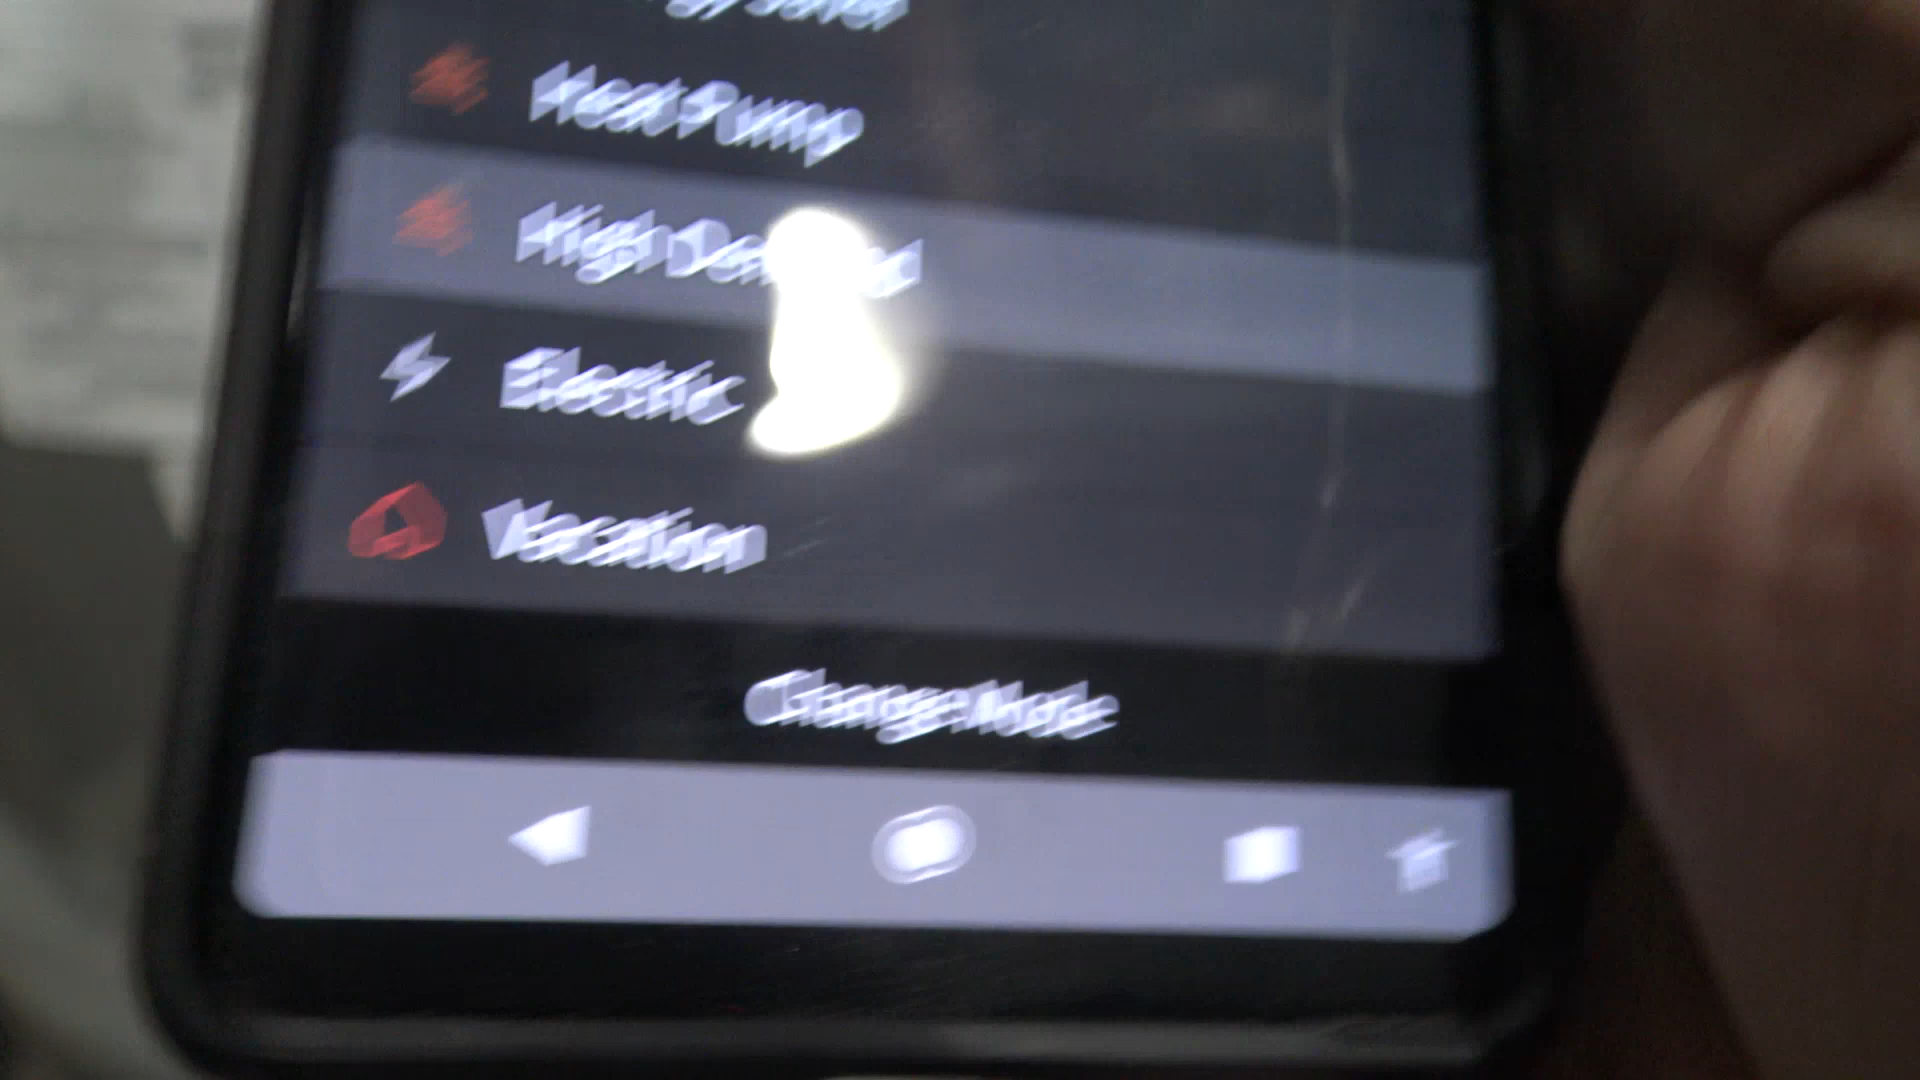 Heat Pump
High Demand
Electric
Vacation
Change Mode